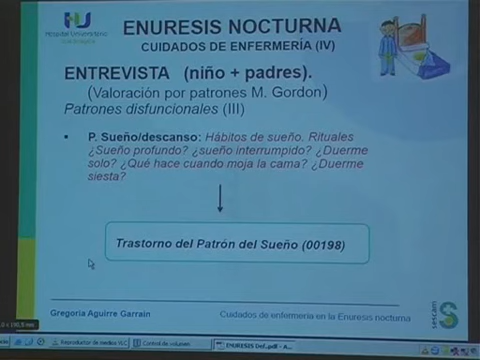 ENURESIS NOCTURNA
Hospital Universitario
CUIDADOS DE ENFERMERÍA (IV)
ENTREVISTA (niño + padres).
(Valoración por patrones M. Gordon)
Patrones disfuncionales (III)
• P. Sueño/descanso: Hábitos de sueño. Rituales
¿Sueño profundo? ¿sueño interrumpido? ¿Duerme
solo? ¿Qué hace cuando moja la cama? ¿Duerme
siesta?
Trastorno del Patrón del Sueño (00198)
Gregoria Aguirre Garrain
Cuidados de enfermería en la Enuresis nocturna
sescam
Reproductor de medios VLC
Control de volumen
ENURESIS Def..pdf - A...